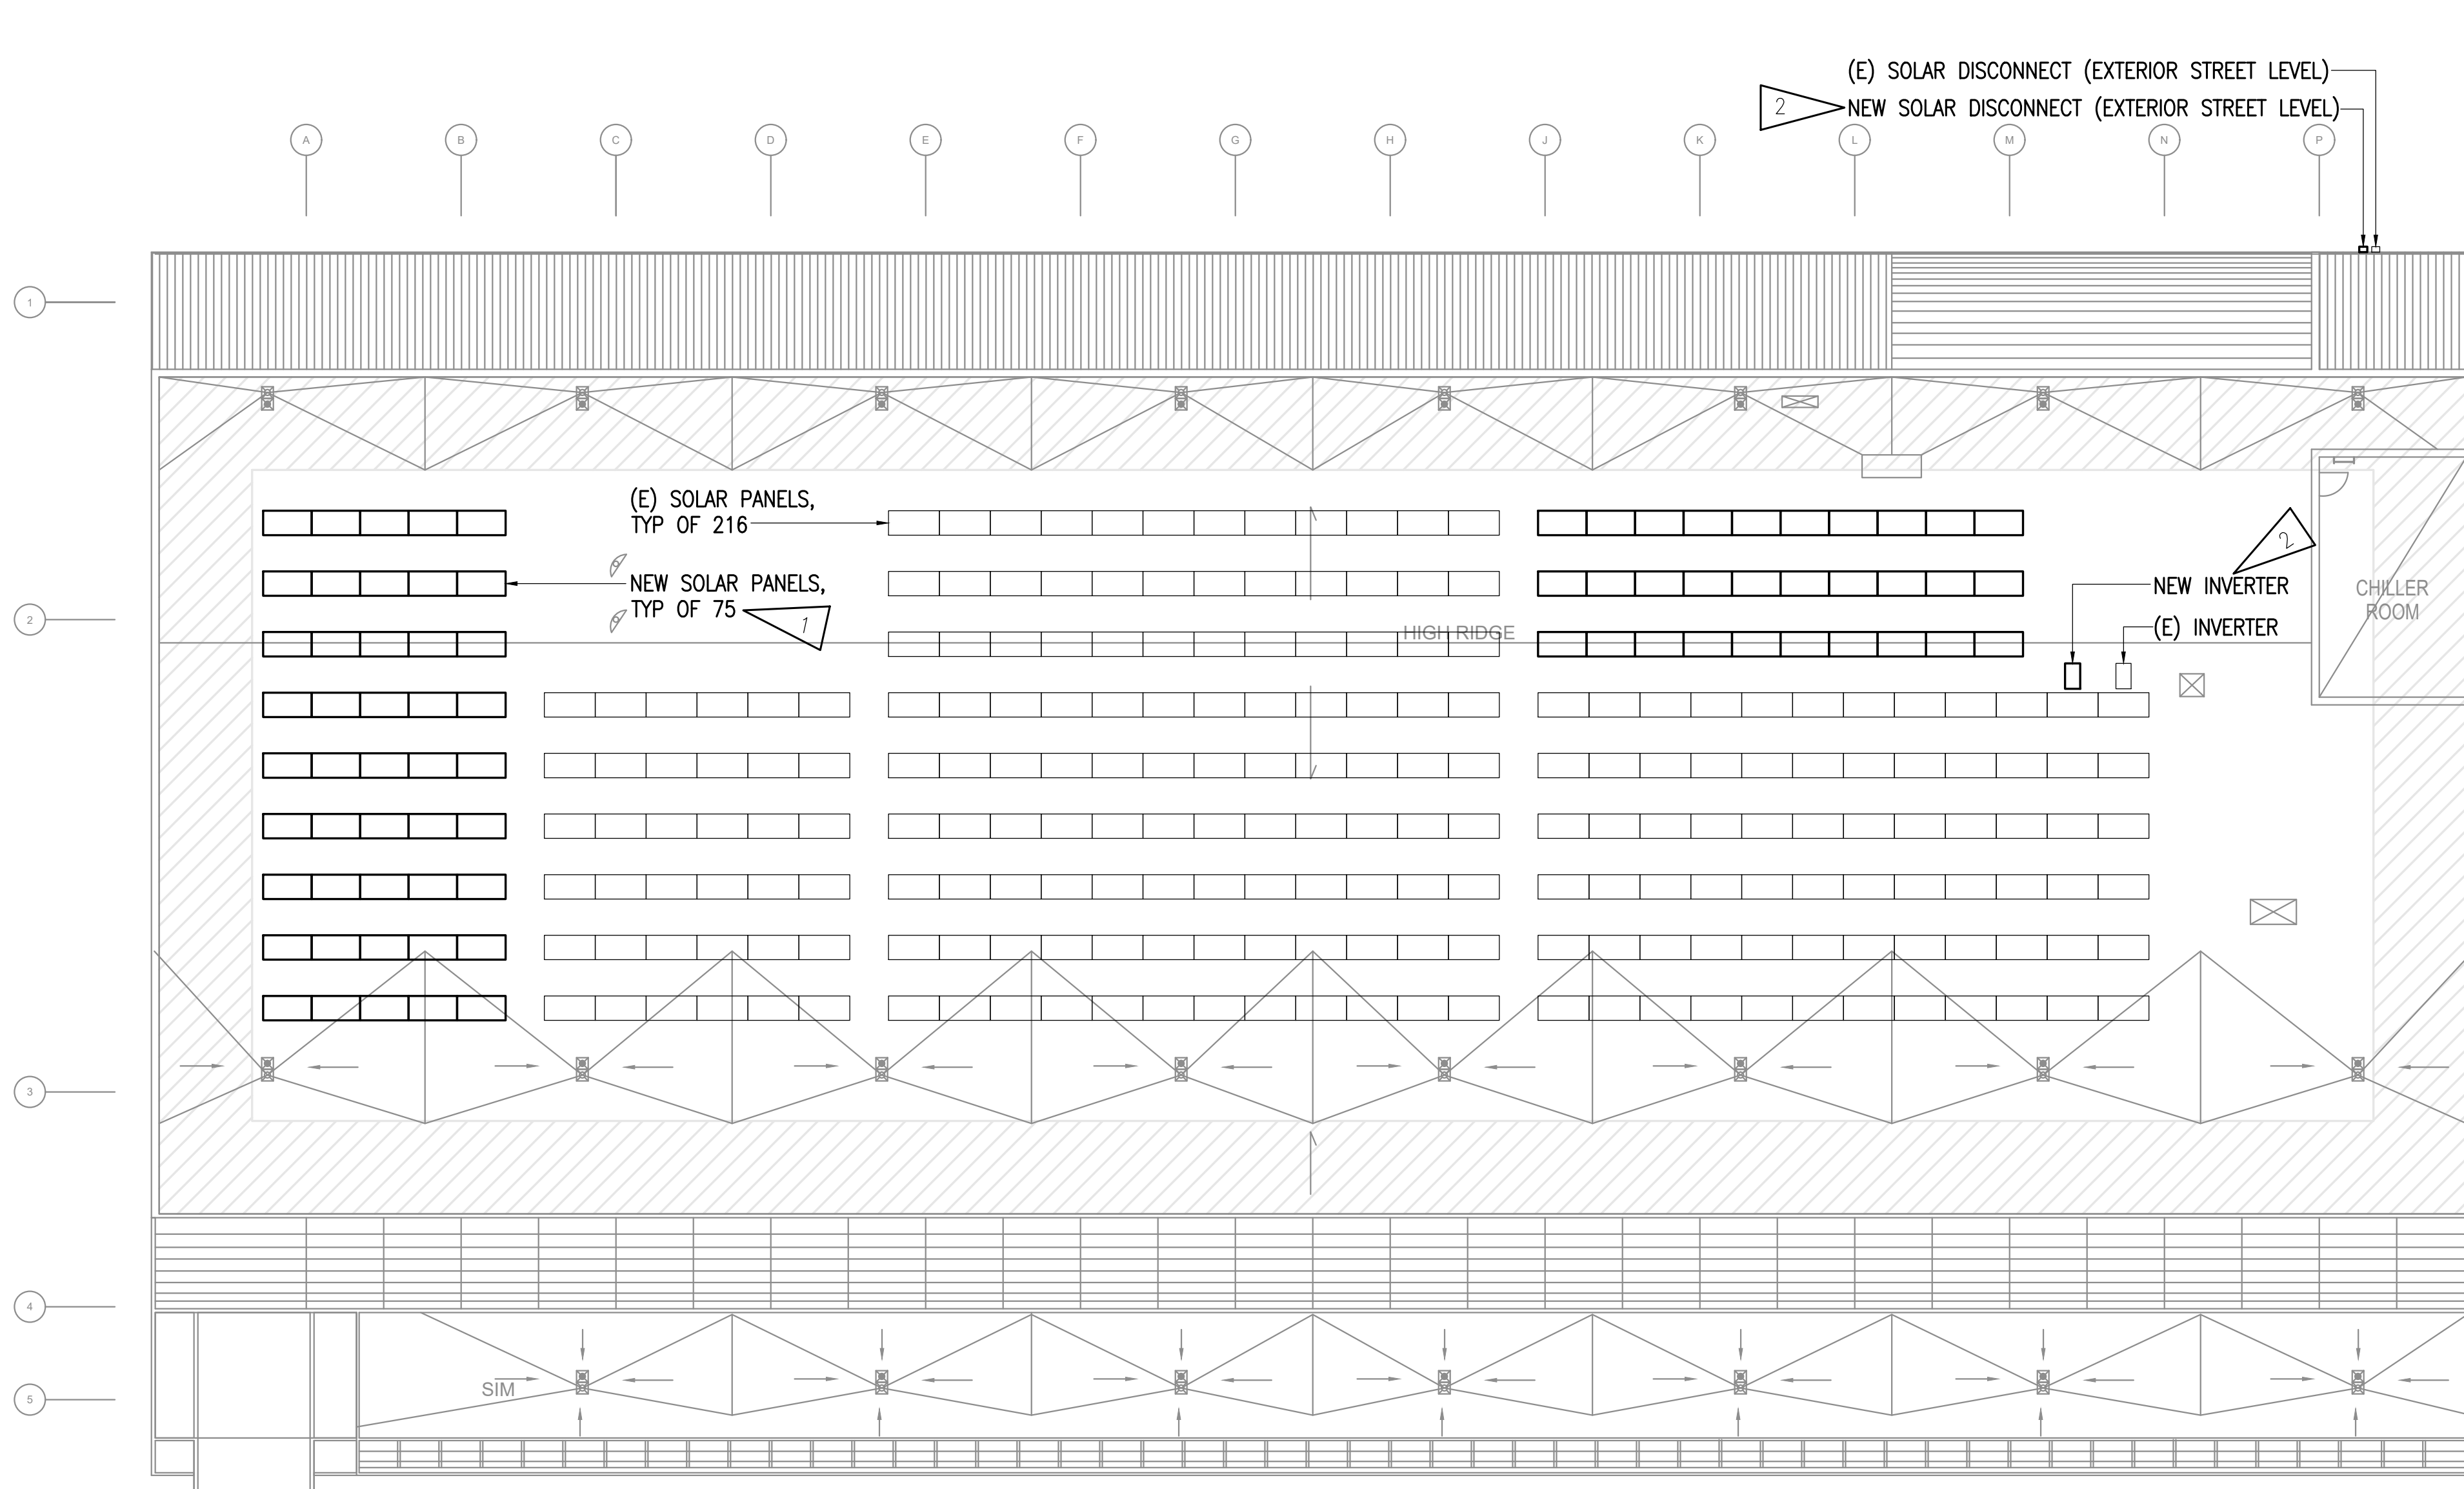 (E) SOLAR DISCONNECT (EXTERIOR STREET LEVEL)
2
NEW SOLAR DISCONNECT (EXTERIOR STREET LEVEL)
A
B
C
D
E
F
G
H
J
K
L
M
N
P
1
(E) SOLAR PANELS,
TYP OF 216
NEW SOLAR PANELS,
TYP OF 75
1
2
HIGH RIDGE
2
NEW INVERTER
(E) INVERTER
CHILLER
ROOM
3
4
5
SIM